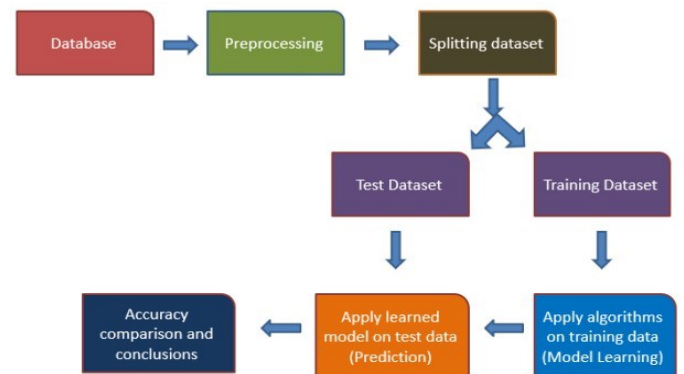 Database
Preprocessing
Splitting dataset
Test Dataset
Training Dataset
Accuracy
comparison and
conclusions
Apply learned
model on test data
(Prediction)
Apply algorithms
on training data
(Model Learning)